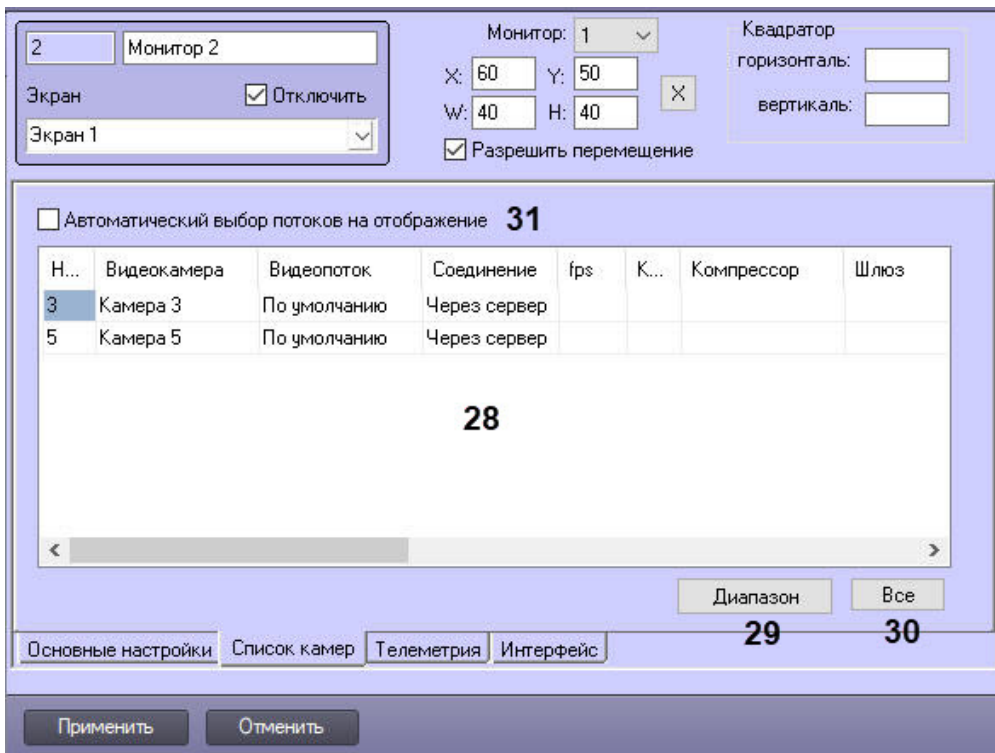 2 Монитор 2
Экран Отключить
Экран 1
Монитор: 1
X: 60 Y: 50 X
W: 40 H: 40
Разрешить перемещение
Квадратор
горизонталь:
вертикаль:
Автоматический выбор потоков на отображение 31
Н... Видеокамера Видеопоток Соединение fps К... Компрессор Шлюз
3 Камера 3 По умолчанию Через сервер
5 Камера 5 По умолчанию Через сервер
28
Диапазон Все
29 30
Основные настройки Список камер Телеметрия Интерфейс
Применить Отменить